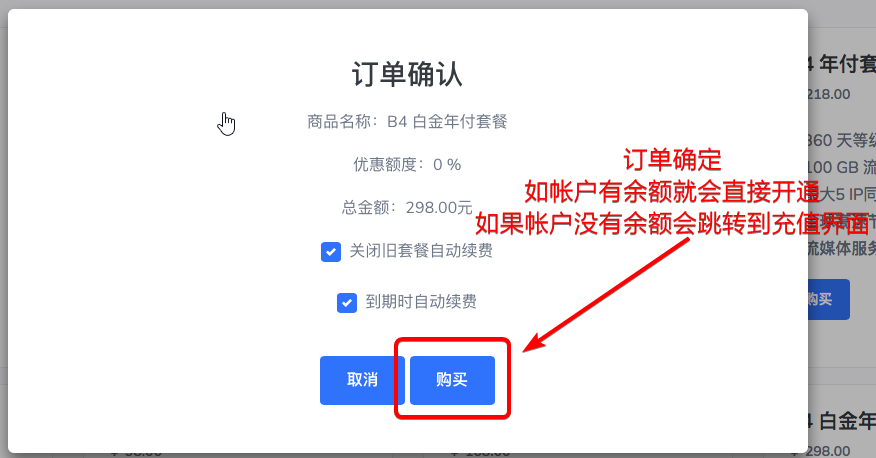 订单确认
商品名称：B4 白金年付套餐
优惠额度：0 %
总金额：298.00元
关闭旧套餐自动续费
到期时自动续费
取消
购买
订单确定
如帐户有余额就会直接开通
如果帐户没有余额会跳转到充值界面
4 年付套
218.00
360 天等级
100 GB 流
大5 IP同
流媒体服务
购买
4 白金年
298.00